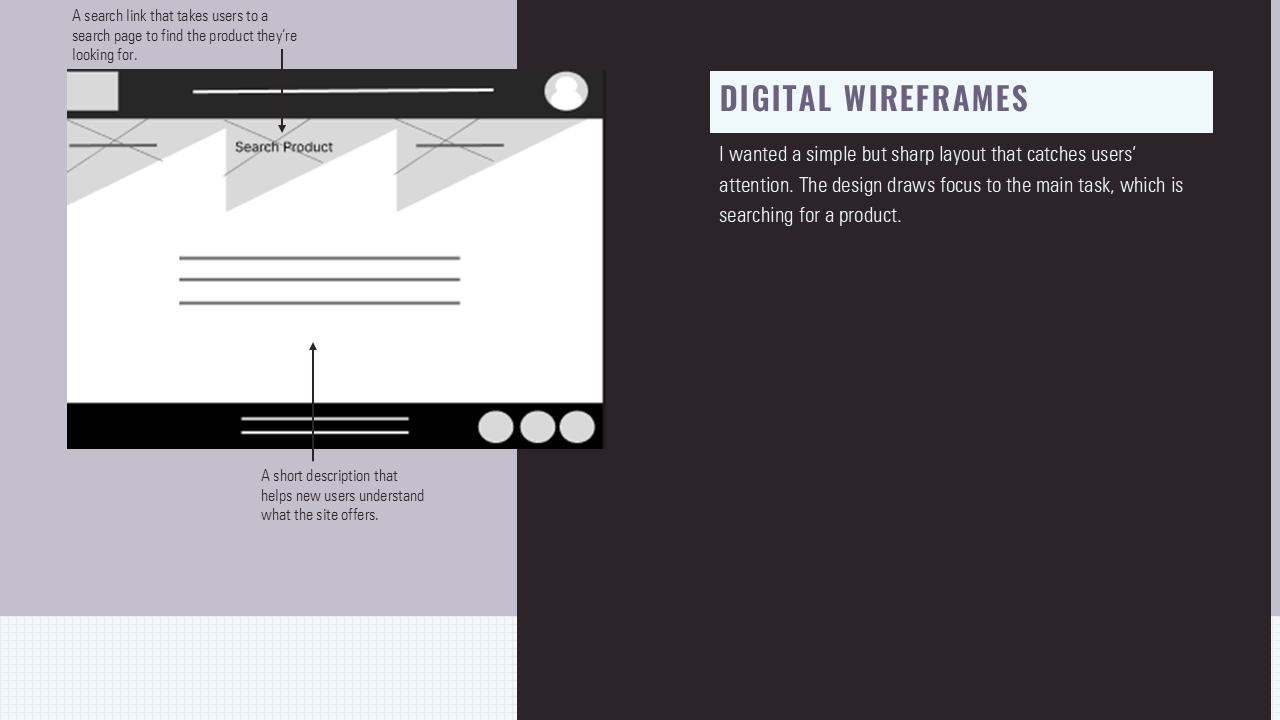 A search link that takes users to a
search page to find the product they're
looking for.
Search Product
A short description that
helps new users understand
what the site offers.
DIGITAL WIREFRAMES
I wanted a simple but sharp layout that catches users’
attention. The design draws focus to the main task, which is
searching for a product.